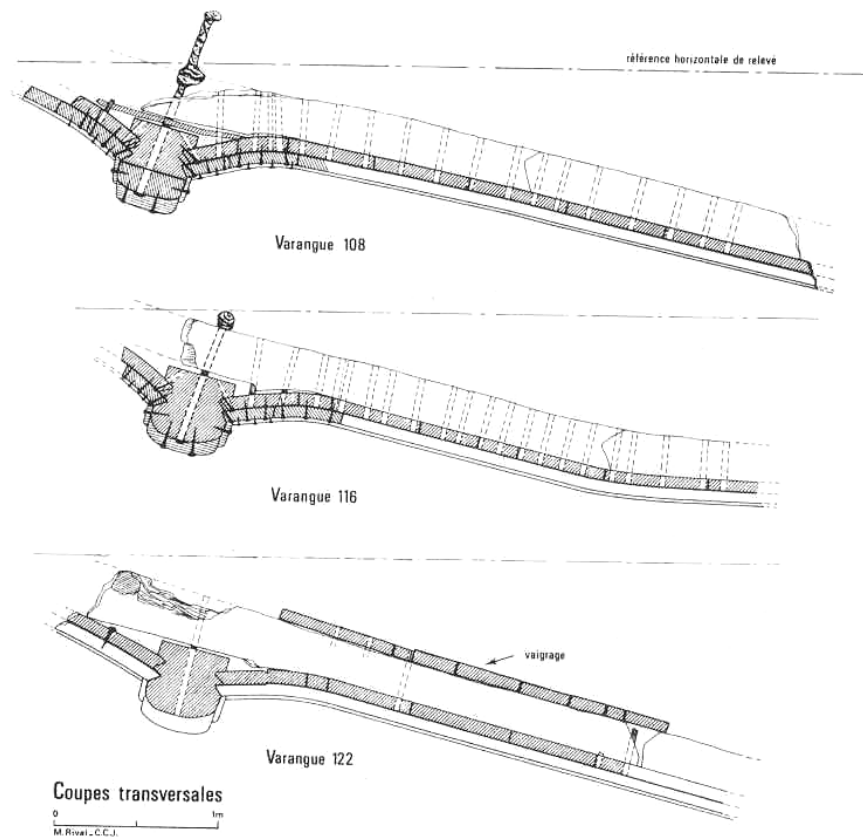 référence horizontale de relevé
Varangue 108
Varangue 116
vaigrage
Varangue 122
Coupes transversales
0 1m
M. Rival_C.C.J.